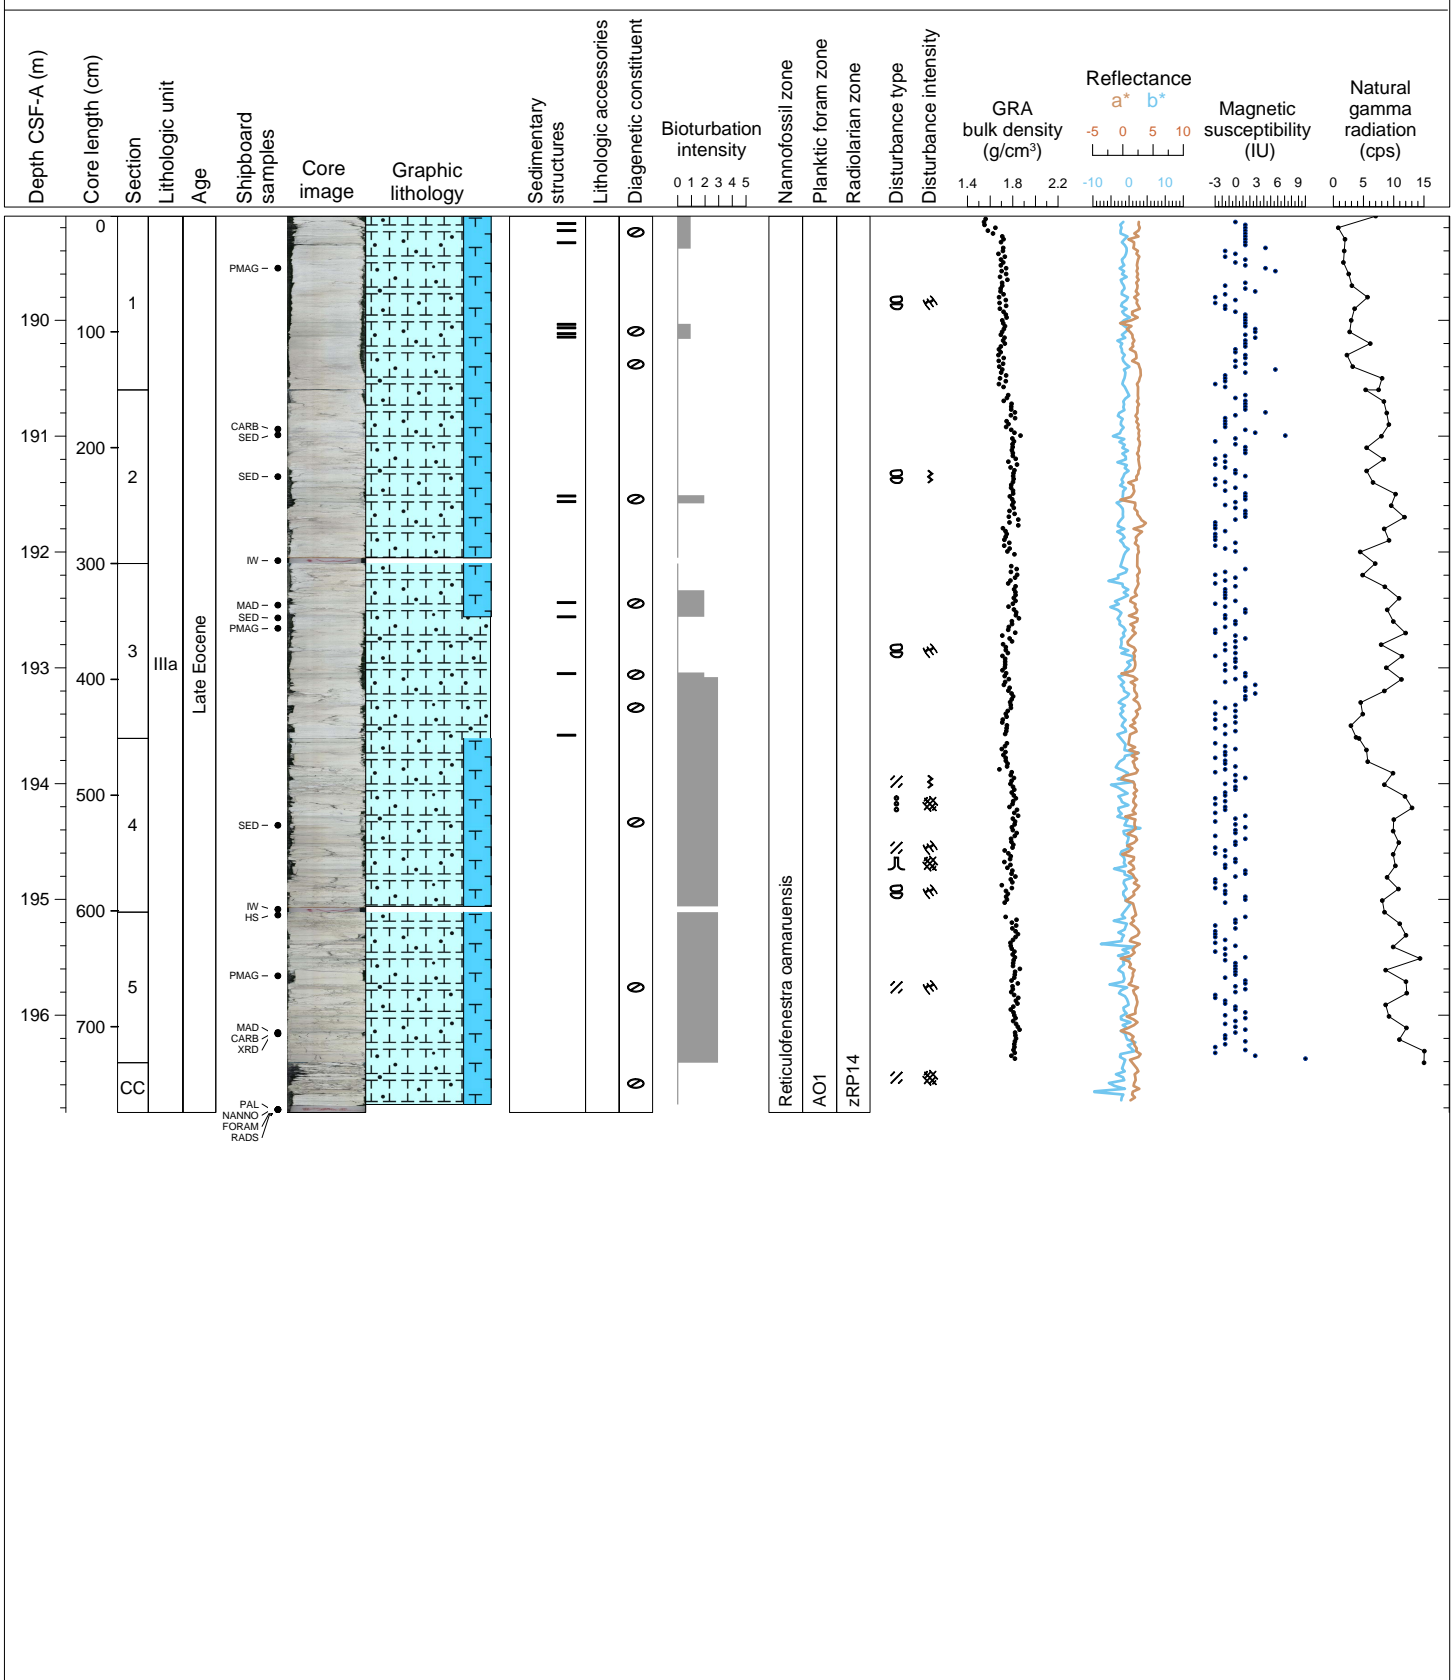 Depth CSF-A (m)
Core length (cm)
Section
Lithologic unit
Age
Shipboard
samples
Core
image
Graphic
lithology
Sedimentary
structures
Lithologic accessories
Diagenetic constituent
Bioturbation
intensity
0 1 2 3 4 5
Nannofossil zone
Planktic foram zone
Radiolarian zone
Disturbance type
Disturbance intensity
GRA
bulk density
(g/cm³)
1.4 1.8 2.2
Reflectance
a* b*
-5 0 5 10
-10 0 10
Magnetic
susceptibility
(IU)
-3 0 3 6 9
Natural
gamma
radiation
(cps)
0 5 10 15
190
191
192
193
194
195
196
0
100
200
300
400
500
600
700
1
2
3
4
5
CC
IIIa
Late Eocene
PMAG
CARB
SED
SED
IW
MAD
SED
PMAG
SED
IW
HS
PMAG
MAD
CARB
XRD
PAL
NANNO
FORAM
RADS
Reticulofenestra oamaruensis
AO1
zRP14